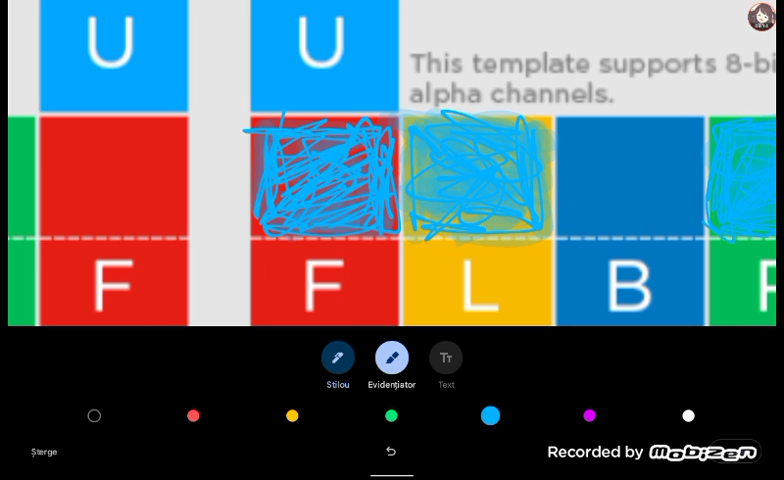 U U
This template supports 8-bi
alpha channels.
F F L B
Stilou Evidențiator Text
Șterge
Recorded by mobizen